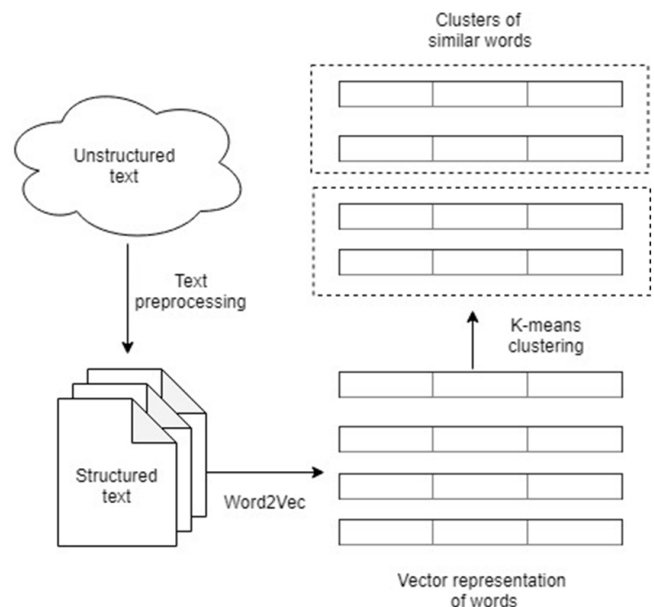 Clusters of
similar words
Unstructured
text
Text
preprocessing
K-means
clustering
Structured
text
Word2Vec
Vector representation
of words